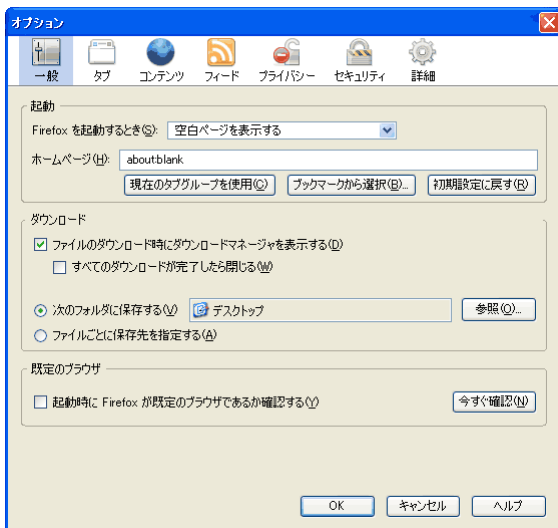 オプション
一般 タブ コンテンツ フィード プライバシー セキュリティ 詳細
起動
Firefox を起動するとき(S): 空白ページを表示する
ホームページ(H): about:blank
現在のタブグループを使用(C) ブックマークから選択(B)... 初期設定に戻す(R)
ダウンロード
ファイルのダウンロード時にダウンロードマネージャを表示する(D)
すべてのダウンロードが完了したら閉じる(W)
次のフォルダに保存する(V) デスクトップ 参照(O)...
ファイルごとに保存先を指定する(A)
既定のブラウザ
起動時に Firefox が既定のブラウザであるか確認する(Y) 今すぐ確認(N)
OK キャンセル ヘルプ